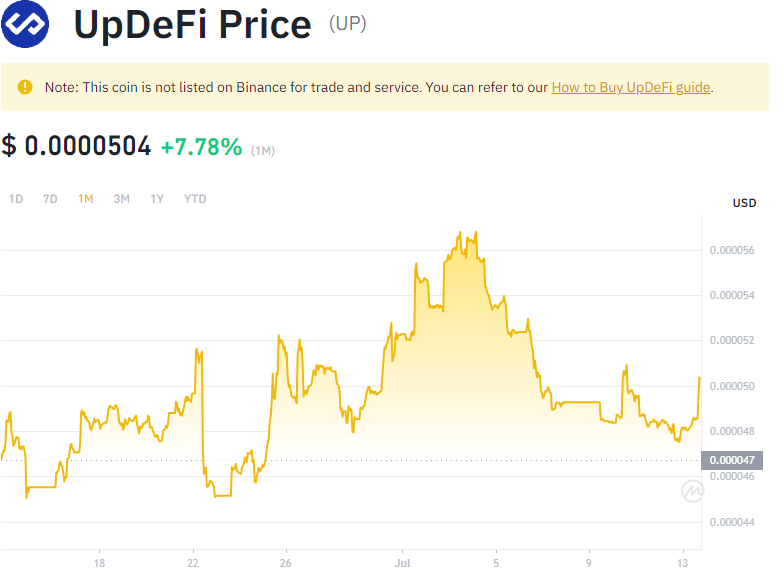 UpDeFi Price (UP)
Note: This coin is not listed on Binance for trade and service. You can refer to our How to Buy UpDeFi guide.
$ 0.0000504 +7.78% (1M)
1D 7D 1M 3M 1Y YTD
USD
0.000056
0.000054
0.000052
0.000050
0.000048
0.000047
0.000046
0.000044
18 22 26 Jul 5 9 13